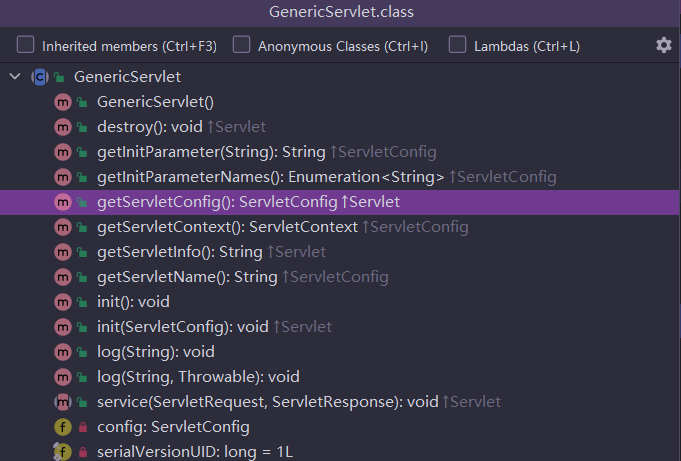 GenericServlet.class
Inherited members (Ctrl+F3) Anonymous Classes (Ctrl+I) Lambdas (Ctrl+L)
GenericServlet
GenericServlet()
destroy(): void ↑Servlet
getInitParameter(String): String ↑ServletConfig
getInitParameterNames(): Enumeration<String> ↑ServletConfig
getServletConfig(): ServletConfig ↑Servlet
getServletContext(): ServletContext ↑ServletConfig
getServletInfo(): String ↑Servlet
getServletName(): String ↑ServletConfig
init(): void
init(ServletConfig): void ↑Servlet
log(String): void
log(String, Throwable): void
service(ServletRequest, ServletResponse): void ↑Servlet
config: ServletConfig
serialVersionUID: long = 1L